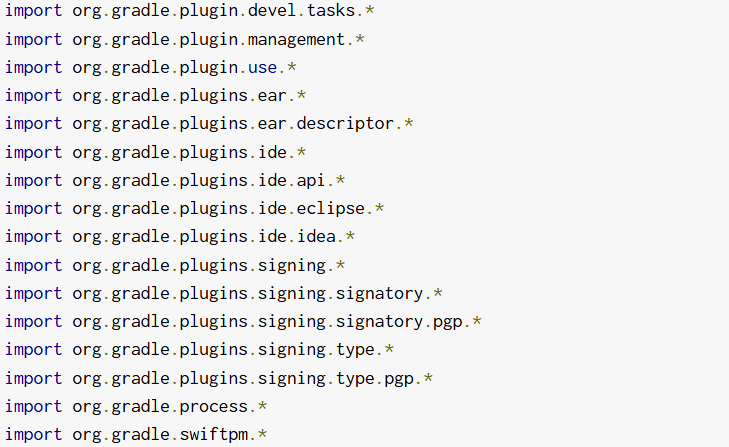 import org.gradle.plugin.devel.tasks.*
import org.gradle.plugin.management.*
import org.gradle.plugin.use.*
import org.gradle.plugins.ear.*
import org.gradle.plugins.ear.descriptor.*
import org.gradle.plugins.ide.*
import org.gradle.plugins.ide.api.*
import org.gradle.plugins.ide.eclipse.*
import org.gradle.plugins.ide.idea.*
import org.gradle.plugins.signing.*
import org.gradle.plugins.signing.signatory.*
import org.gradle.plugins.signing.signatory.pgp.*
import org.gradle.plugins.signing.type.*
import org.gradle.plugins.signing.type.pgp.*
import org.gradle.process.*
import org.gradle.swiftpm.*